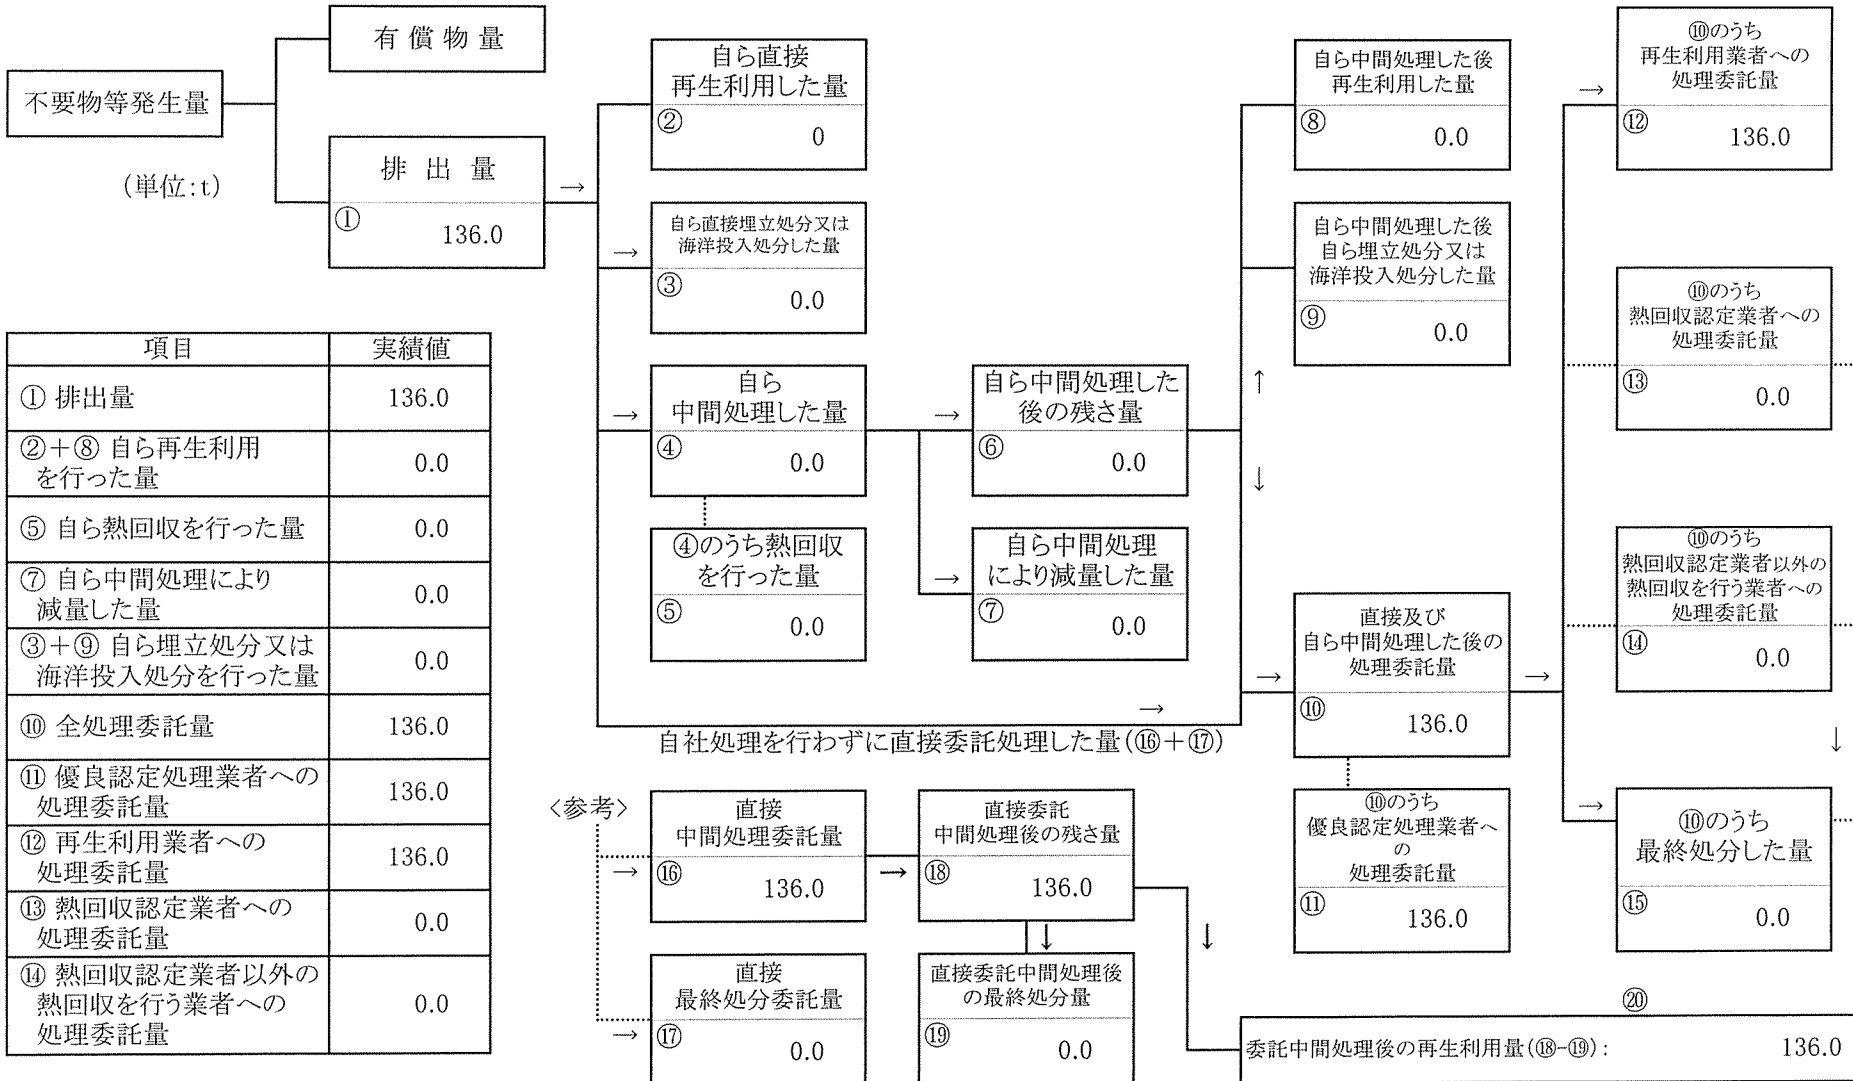 有 償 物 量
不要物等発生量
(単位:t)
排 出 量
①
136.0
→
自ら直接
再生利用した量
②
0
→
自ら直接埋立処分又は
海洋投入処分した量
③
0.0
→
自ら
中間処理した量
④
0.0
④のうち熱回収
を行った量
⑤
0.0
→
自ら中間処理した
後の残さ量
⑥
0.0
→
自ら中間処理
により減量した量
⑦
0.0
↑
↓
自ら中間処理した後
再生利用した量
⑧
0.0
自ら中間処理した後
自ら埋立処分又は
海洋投入処分した量
⑨
0.0
→
自社処理を行わずに直接委託処理した量(⑯+⑰)
→
直接及び
自ら中間処理した後の
処理委託量
⑩
136.0
→
⑩のうち
優良認定処理業者へ
の
処理委託量
⑪
136.0
→
⑩のうち
再生利用業者への
処理委託量
⑫
136.0
⑩のうち
熱回収認定業者への
処理委託量
⑬
0.0
⑩のうち
熱回収認定業者以外の
熱回収を行う業者への
処理委託量
⑭
0.0
↓
→
⑩のうち
最終処分した量
⑮
0.0
項目 実績値
① 排出量 136.0
②+⑧ 自ら再生利用
を行った量 0.0
⑤ 自ら熱回収を行った量 0.0
⑦ 自ら中間処理により
減量した量 0.0
③+⑨ 自ら埋立処分又は
海洋投入処分を行った量 0.0
⑩ 全処理委託量 136.0
⑪ 優良認定処理業者への
処理委託量 136.0
⑫ 再生利用業者への
処理委託量 136.0
⑬ 熱回収認定業者への
処理委託量 0.0
⑭ 熱回収認定業者以外の
熱回収を行う業者への
処理委託量 0.0
<参考>
→
直接
中間処理委託量
⑯
136.0
→
直接委託
中間処理後の残さ量
⑱
136.0
↓
↓
→
直接
最終処分委託量
⑰
0.0
直接委託中間処理後
の最終処分量
⑲
0.0
⑳
委託中間処理後の再生利用量(⑱-⑲): 136.0